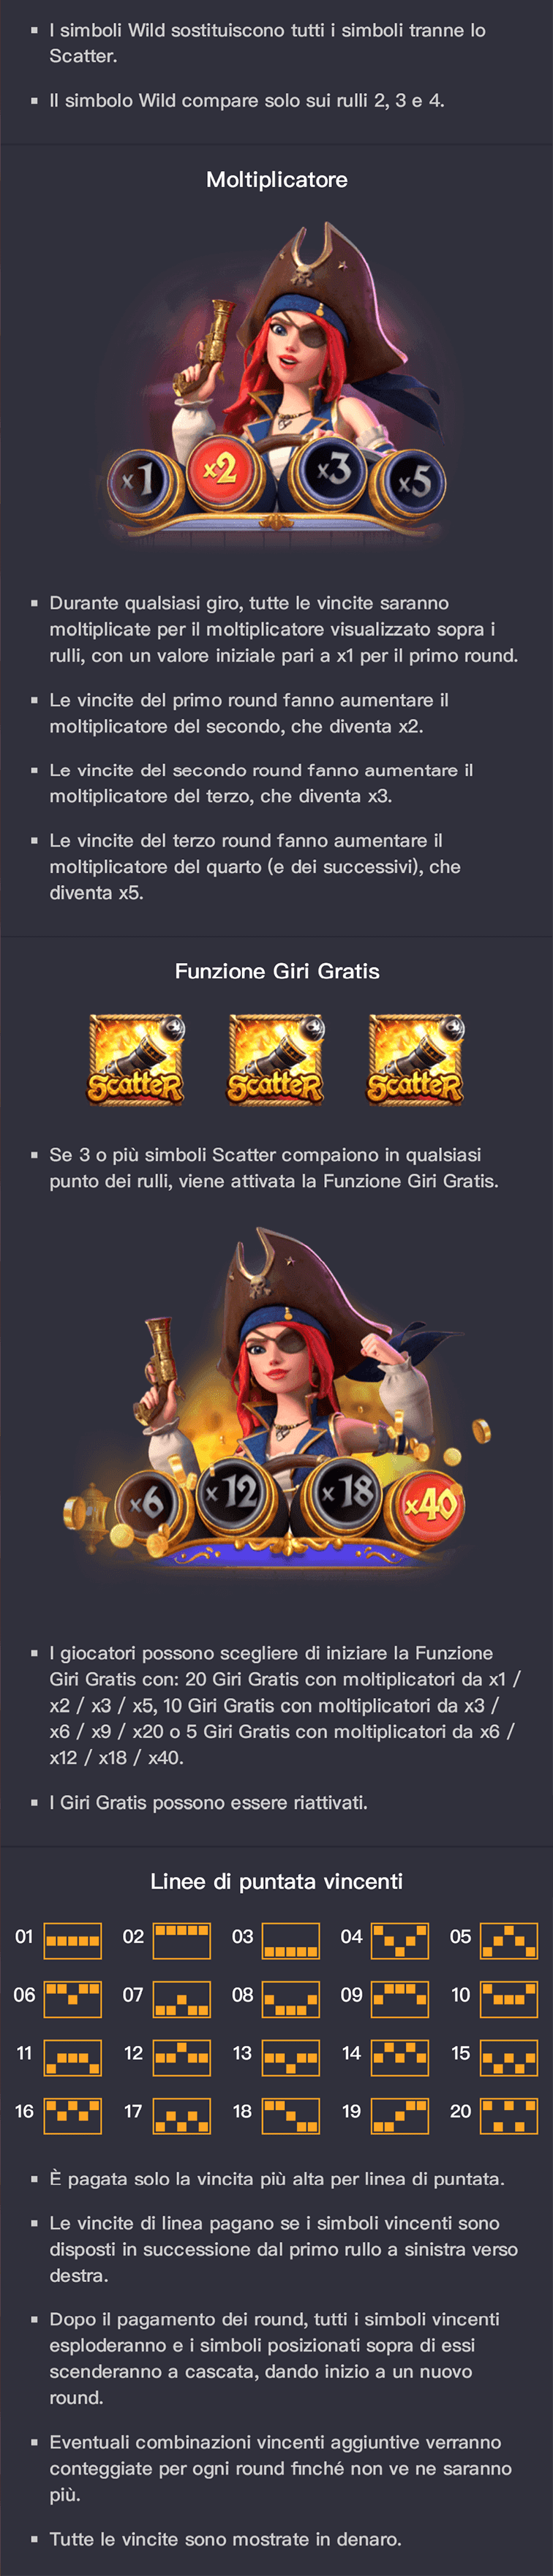 ▪ I simboli Wild sostituiscono tutti i simboli tranne lo
Scatter.
▪ Il simbolo Wild compare solo sui rulli 2, 3 e 4.
Moltiplicatore
x1 x2 x3 x5
▪ Durante qualsiasi giro, tutte le vincite saranno
moltiplicate per il moltiplicatore visualizzato sopra i
rulli, con un valore iniziale pari a x1 per il primo round.
▪ Le vincite del primo round fanno aumentare il
moltiplicatore del secondo, che diventa x2.
▪ Le vincite del secondo round fanno aumentare il
moltiplicatore del terzo, che diventa x3.
▪ Le vincite del terzo round fanno aumentare il
moltiplicatore del quarto (e dei successivi), che
diventa x5.
Funzione Giri Gratis
Scatter Scatter Scatter
▪ Se 3 o più simboli Scatter compaiono in qualsiasi
punto dei rulli, viene attivata la Funzione Giri Gratis.
x6 x12 x18 x40
▪ I giocatori possono scegliere di iniziare la Funzione
Giri Gratis con: 20 Giri Gratis con moltiplicatori da x1 /
x2 / x3 / x5, 10 Giri Gratis con moltiplicatori da x3 /
x6 / x9 / x20 o 5 Giri Gratis con moltiplicatori da x6 /
x12 / x18 / x40.
▪ I Giri Gratis possono essere riattivati.
Linee di puntata vincenti
01 02 03 04 05
06 07 08 09 10
11 12 13 14 15
16 17 18 19 20
▪ È pagata solo la vincita più alta per linea di puntata.
▪ Le vincite di linea pagano se i simboli vincenti sono
disposti in successione dal primo rullo a sinistra verso
destra.
▪ Dopo il pagamento dei round, tutti i simboli vincenti
esploderanno e i simboli posizionati sopra di essi
scenderanno a cascata, dando inizio a un nuovo
round.
▪ Eventuali combinazioni vincenti aggiuntive verranno
conteggiate per ogni round finché non ve ne saranno
più.
▪ Tutte le vincite sono mostrate in denaro.